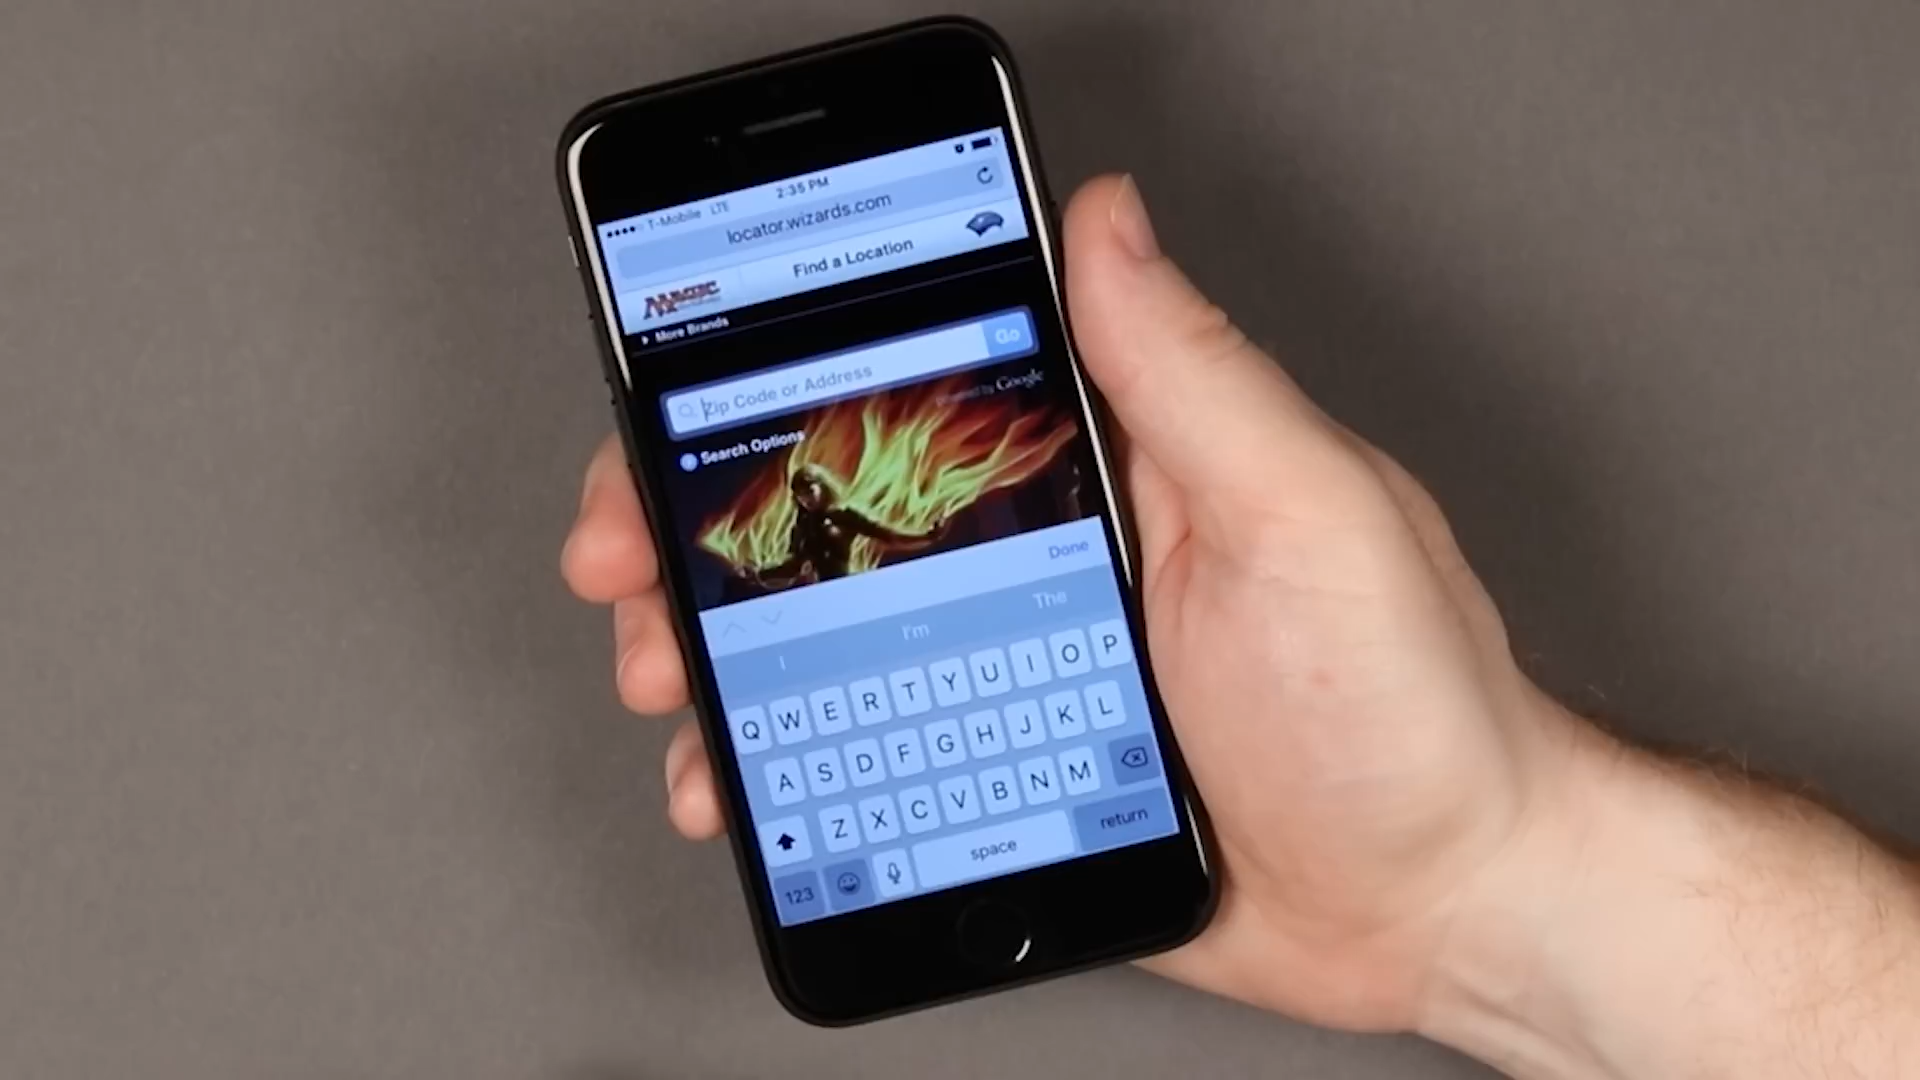 2:35 PM
T-Mobile LTE
locator.wizards.com
Find a Location
MAGIC
More Brands
Zip Code or Address
Go
powered by Google
Search Options
Done
I
I'm
The
Q W E R T Y U I O P
A S D F G H J K L
Z X C V B N M
123
space
return